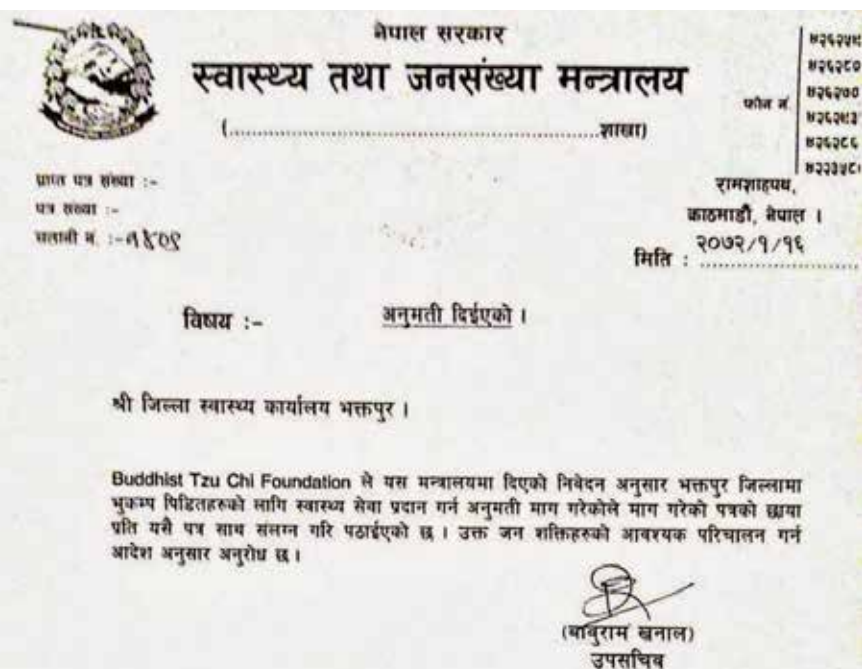 नेपाल सरकार
स्वास्थ्य तथा जनसंख्या मन्त्रालय
(..........शाखा)
फोन नं.
प्राप्त पत्र संख्या :-
पत्र संख्या :-
चलानी नं. :-
रामशाहपथ,
काठमाडौं, नेपाल ।
मिति : २०७२/१/१६
विषय :- अनुमती दिईएको ।
श्री जिल्ला स्वास्थ्य कार्यालय भक्तपुर ।
Buddhist Tzu Chi Foundation ले यस मन्त्रालयमा दिएको निवेदन अनुसार भक्तपुर जिल्लामा
भुकम्प पिडितहरुको लागि स्वास्थ्य सेवा प्रदान गर्न अनुमती माग गरेकोले माग गरेको पत्रको छाया
प्रति यसै पत्र साथ संलग्न गरि पठाईएको छ । उक्त जन शक्तिहरुको आवश्यक परिचालन गर्न
आदेश अनुसार अनुरोध छ ।
(बाबुराम खनाल)
उपसचिव